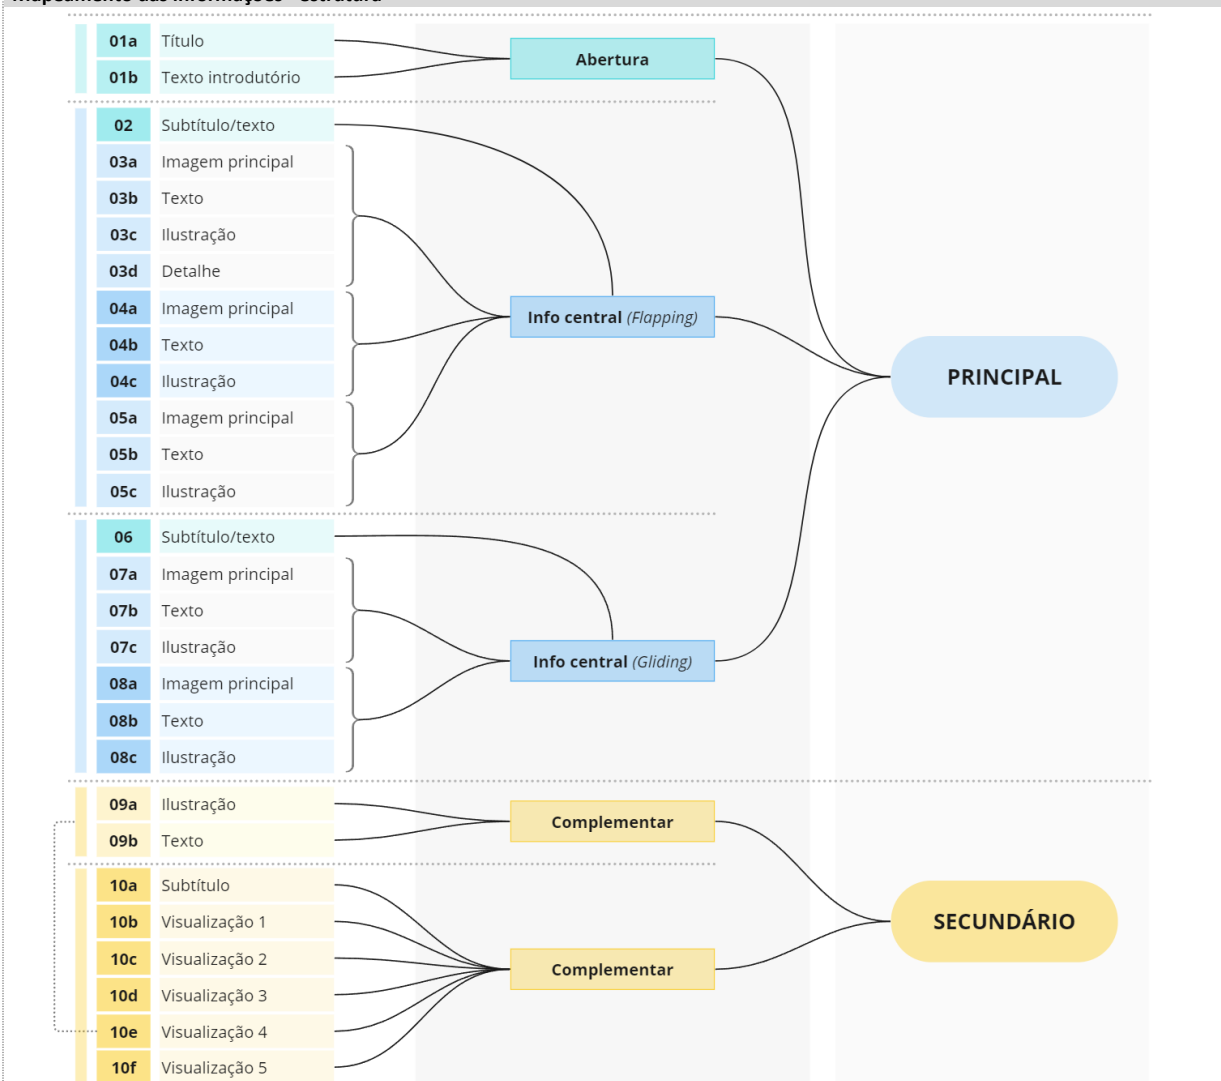 Mapeamento das informações - estrutura
01a Título
01b Texto introdutório
Abertura
02 Subtítulo/texto
03a Imagem principal
03b Texto
03c Ilustração
03d Detalhe
04a Imagem principal
04b Texto
04c Ilustração
05a Imagem principal
05b Texto
05c Ilustração
Info central (Flapping)
PRINCIPAL
06 Subtítulo/texto
07a Imagem principal
07b Texto
07c Ilustração
08a Imagem principal
08b Texto
08c Ilustração
Info central (Gliding)
09a Ilustração
09b Texto
Complementar
10a Subtítulo
10b Visualização 1
10c Visualização 2
10d Visualização 3
10e Visualização 4
10f Visualização 5
Complementar
SECUNDÁRIO